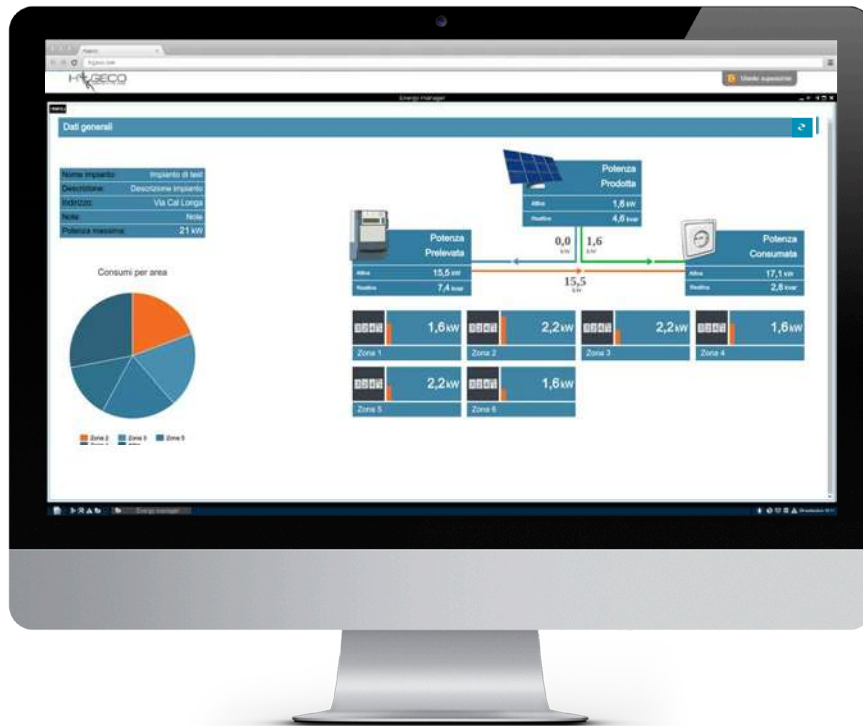 HYGECO
Energy manager
Dati generali
Nome impianto: Impianto di test
Descrizione: Descrizione impianto
Indirizzo: Via Cal Longa
Note: Note
Potenza massima: 21 kW
Consumi per area
Zona 2 Zona 3 Zona 5
Potenza
Prodotta
Attiva 1,6 kW
Reattiva 4,6 kvar
Potenza
Prelevata
Attiva 15,5 kW
Reattiva 7,4 kvar
0,0 kW
1,6 kW
15,5
kW
Potenza
Consumata
Attiva 17,1 kW
Reattiva 2,8 kvar
1,6 kW
Zona 1
2,2 kW
Zona 2
2,2 kW
Zona 3
1,6 kW
Zona 4
2,2 kW
Zona 5
1,6 kW
Zona 6
Energy manager